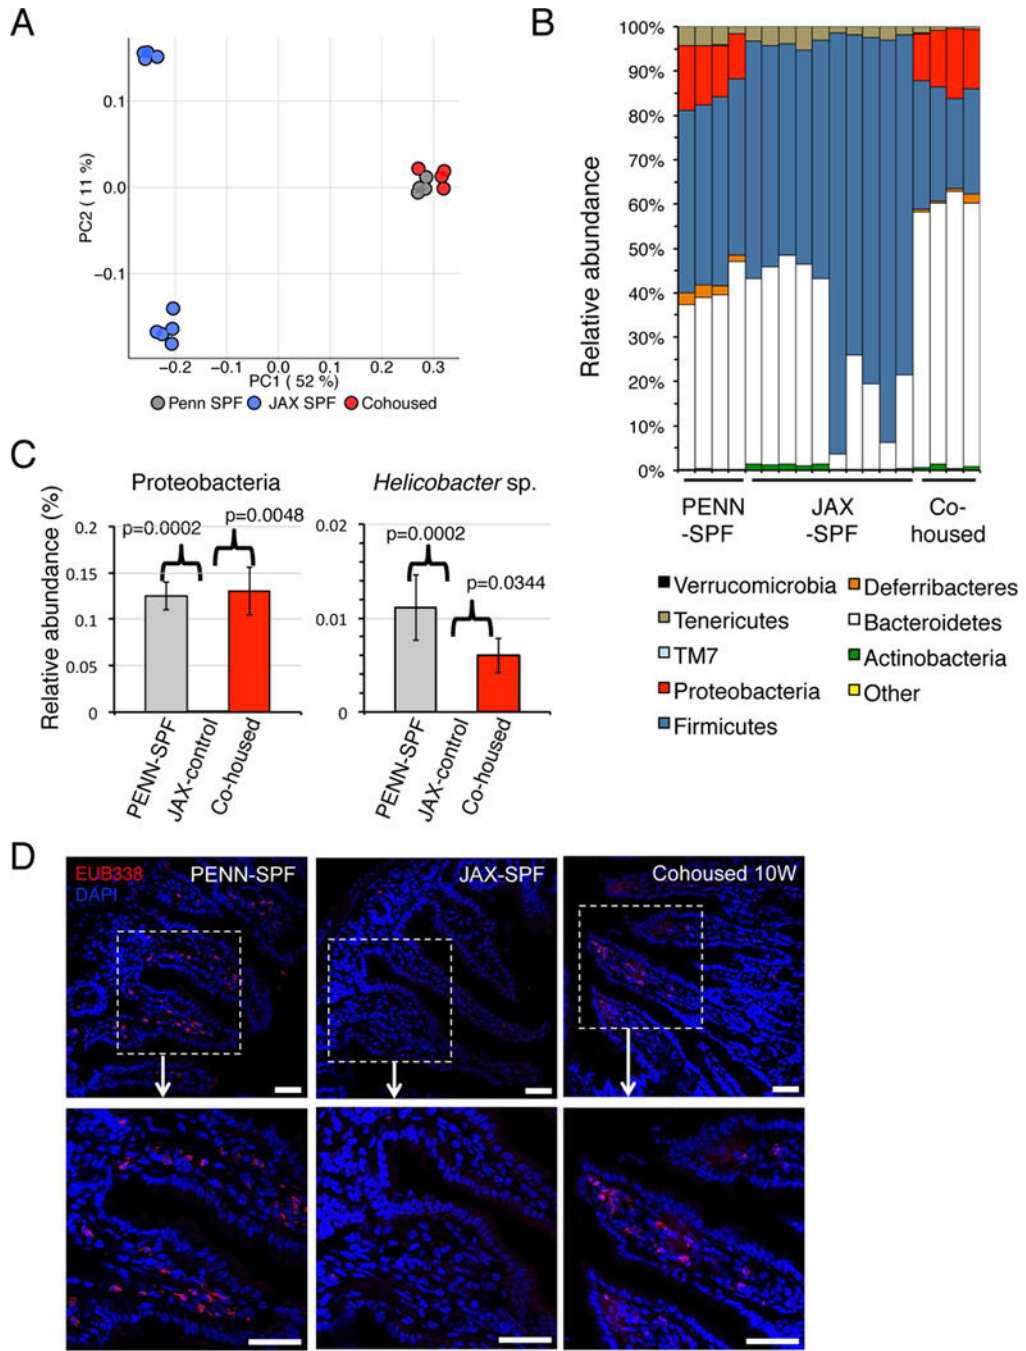 A
0.1
0.0
−0.1
PC2 ( 11 %)
−0.2 −0.1 0.0 0.1 0.2 0.3
PC1 ( 52 %)
Penn SPF JAX SPF Cohoused
B
100%
90%
80%
70%
60%
50%
40%
30%
20%
10%
0%
Relative abundance
PENN JAX Co-
-SPF -SPF housed
Verrucomicrobia Deferribacteres
Tenericutes Bacteroidetes
TM7 Actinobacteria
Proteobacteria Other
Firmicutes
C
Proteobacteria
Relative abundance (%)
0.2
0.15
0.1
0.05
0
p=0.0002 p=0.0048
PENN-SPF
JAX-control
Co-housed
Helicobacter sp.
0.02
0.01
0
p=0.0002
p=0.0344
PENN-SPF
JAX-control
Co-housed
D
EUB338 PENN-SPF
DAPI
JAX-SPF
Cohoused 10W